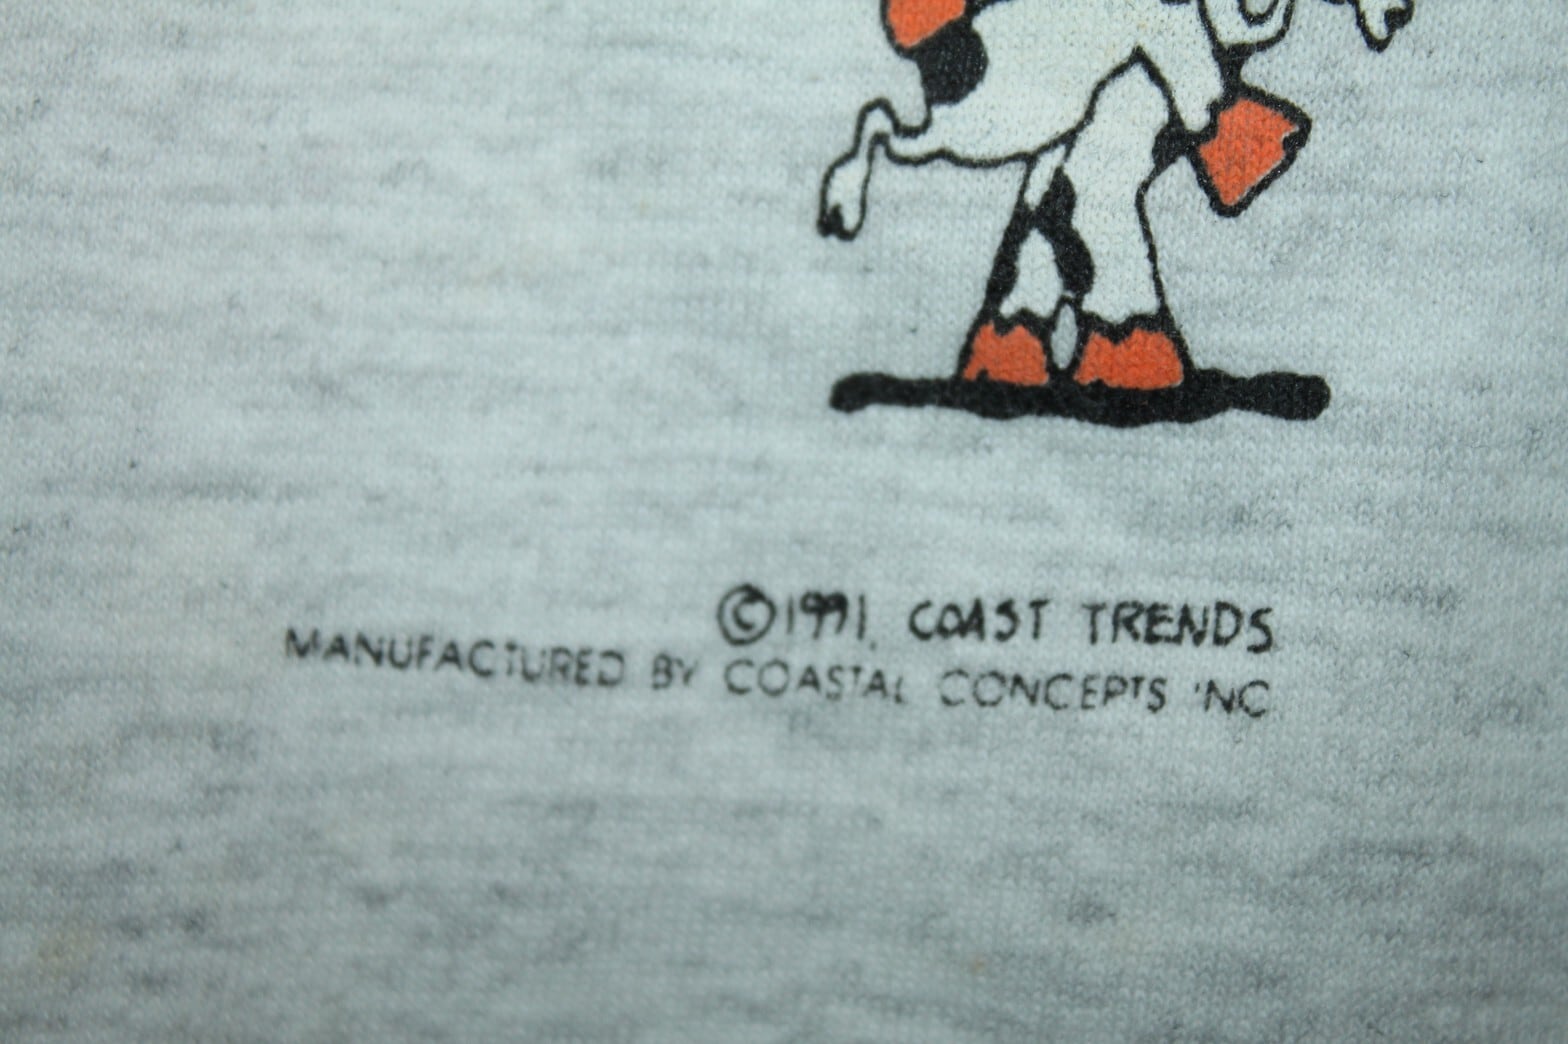 ©1991. COAST TRENDS
MANUFACTURED BY COASTAL CONCEPTS INC